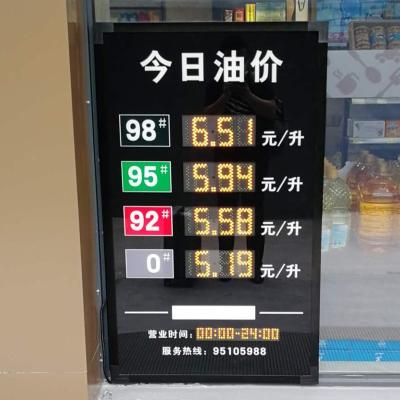 今日油价
98# 6.51 元/升
95# 5.94 元/升
92# 5.58 元/升
0# 5.19 元/升
营业时间：00:00-24:00
服务热线：95105988